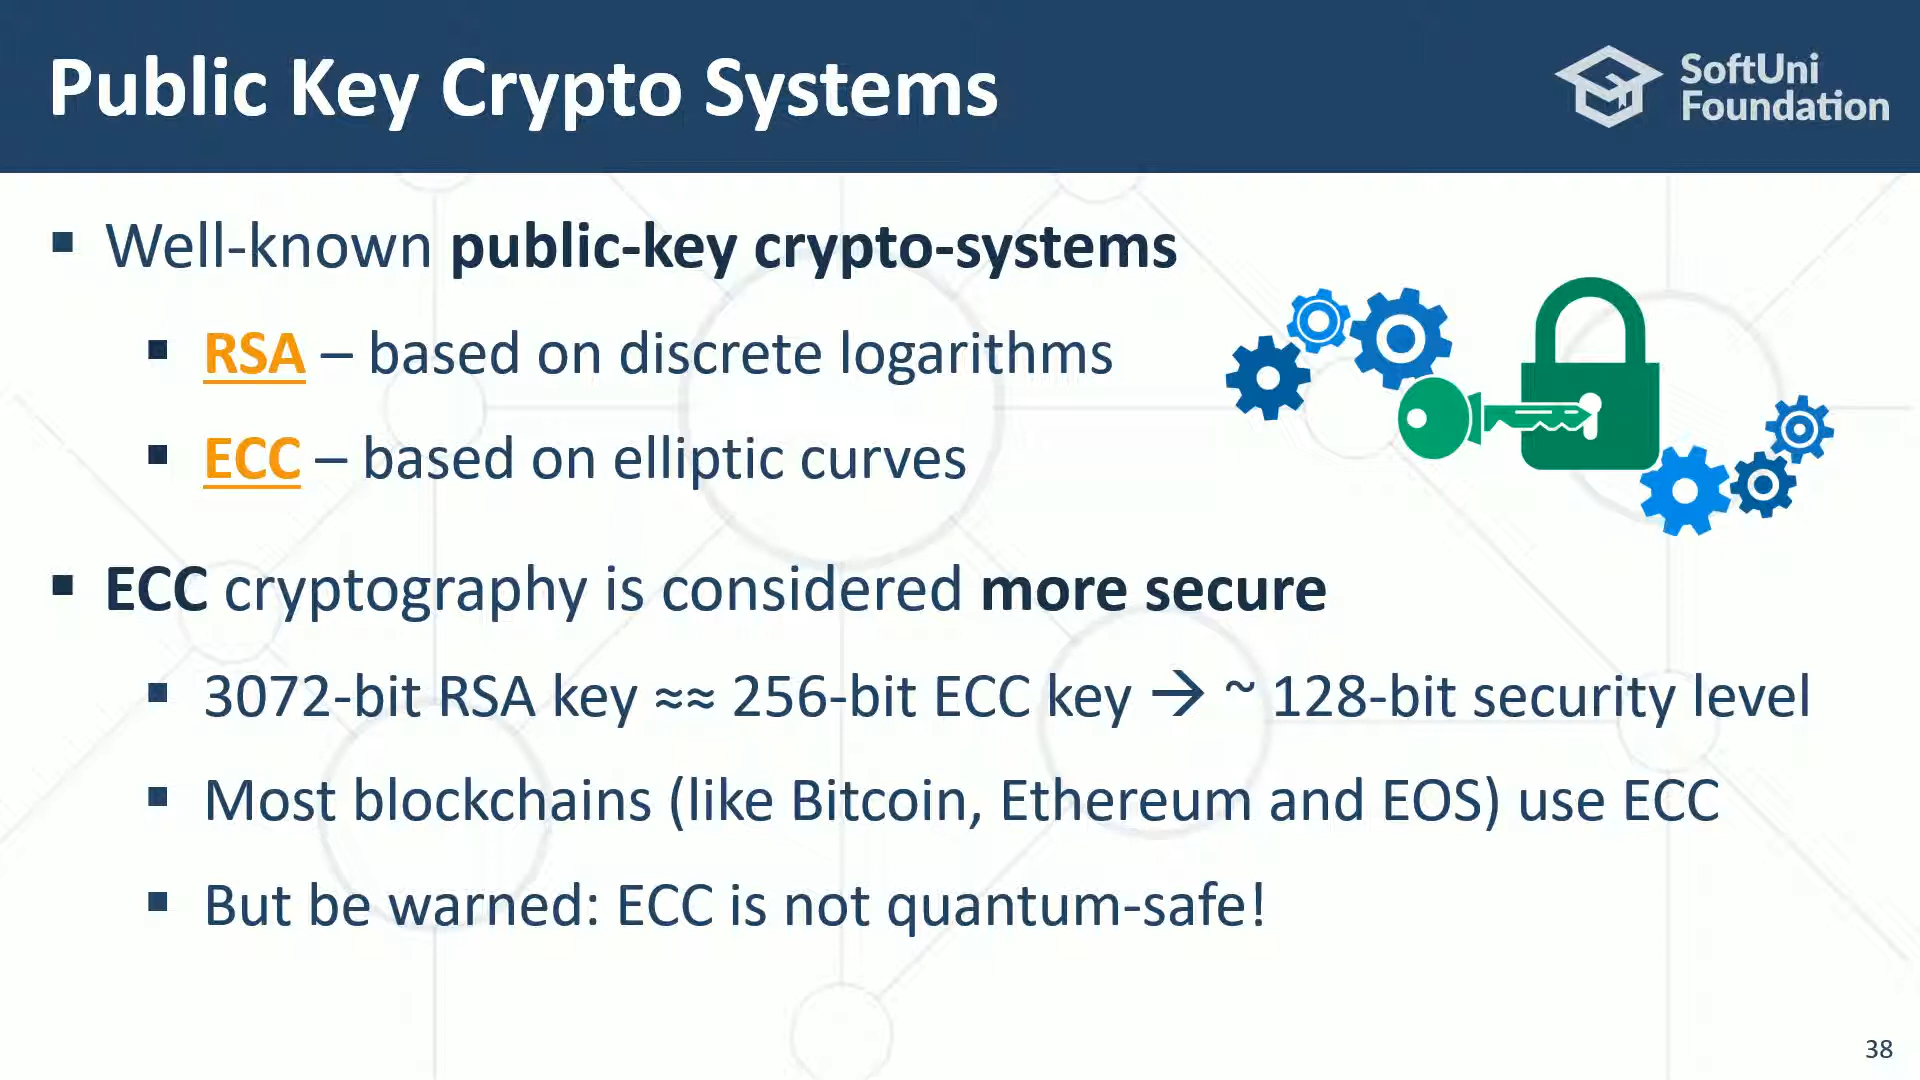 Public Key Crypto Systems
SoftUni
Foundation
▪ Well-known public-key crypto-systems
▪ RSA – based on discrete logarithms
▪ ECC – based on elliptic curves
▪ ECC cryptography is considered more secure
▪ 3072-bit RSA key ≈≈ 256-bit ECC key → ~ 128-bit security level
▪ Most blockchains (like Bitcoin, Ethereum and EOS) use ECC
▪ But be warned: ECC is not quantum-safe!
38